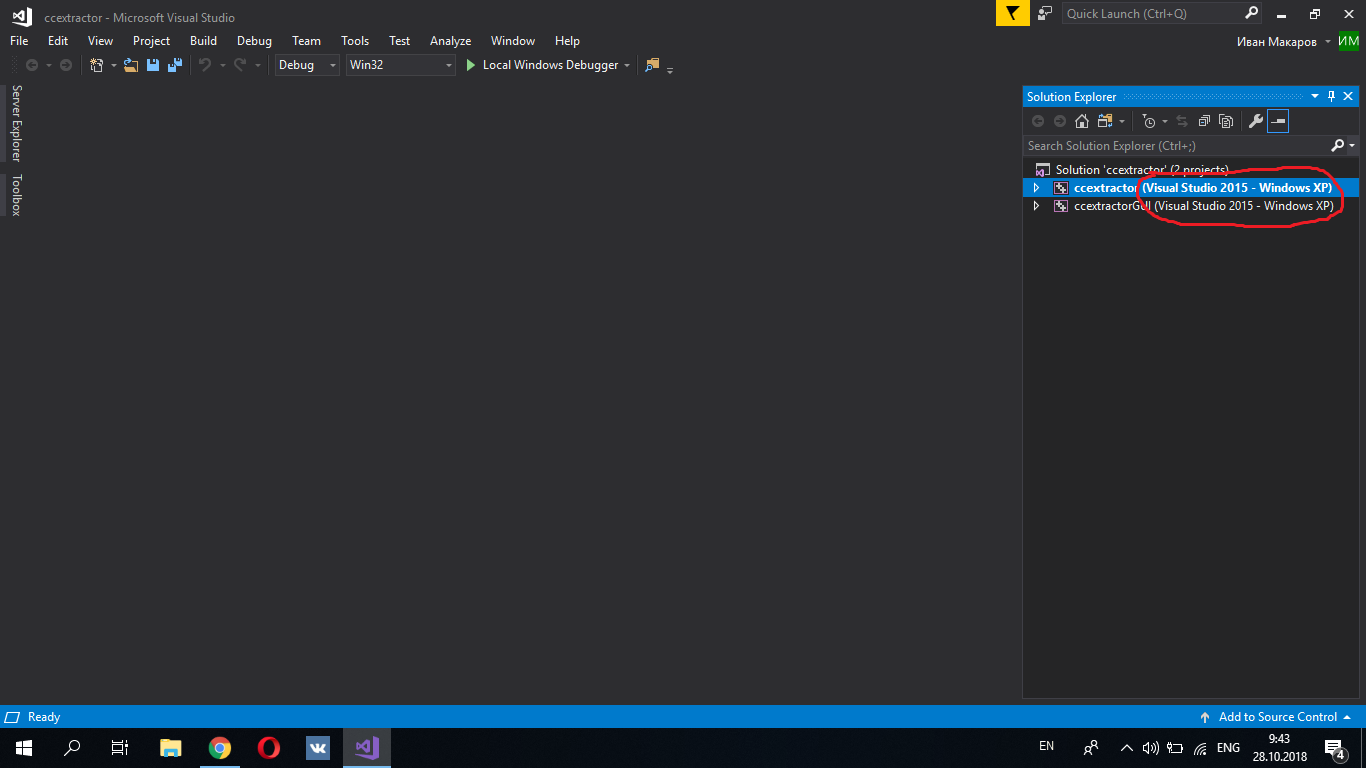 ccextractor - Microsoft Visual Studio
Quick Launch (Ctrl+Q)
File Edit View Project Build Debug Team Tools Test Analyze Window Help
Иван Макаров ИМ
Debug Win32 Local Windows Debugger
Server Explorer
Toolbox
Solution Explorer
Search Solution Explorer (Ctrl+;)
Solution 'ccextractor' (2 projects)
ccextractor (Visual Studio 2015 - Windows XP)
ccextractorGUI (Visual Studio 2015 - Windows XP)
Ready
Add to Source Control
EN
ENG
9:43
28.10.2018
4